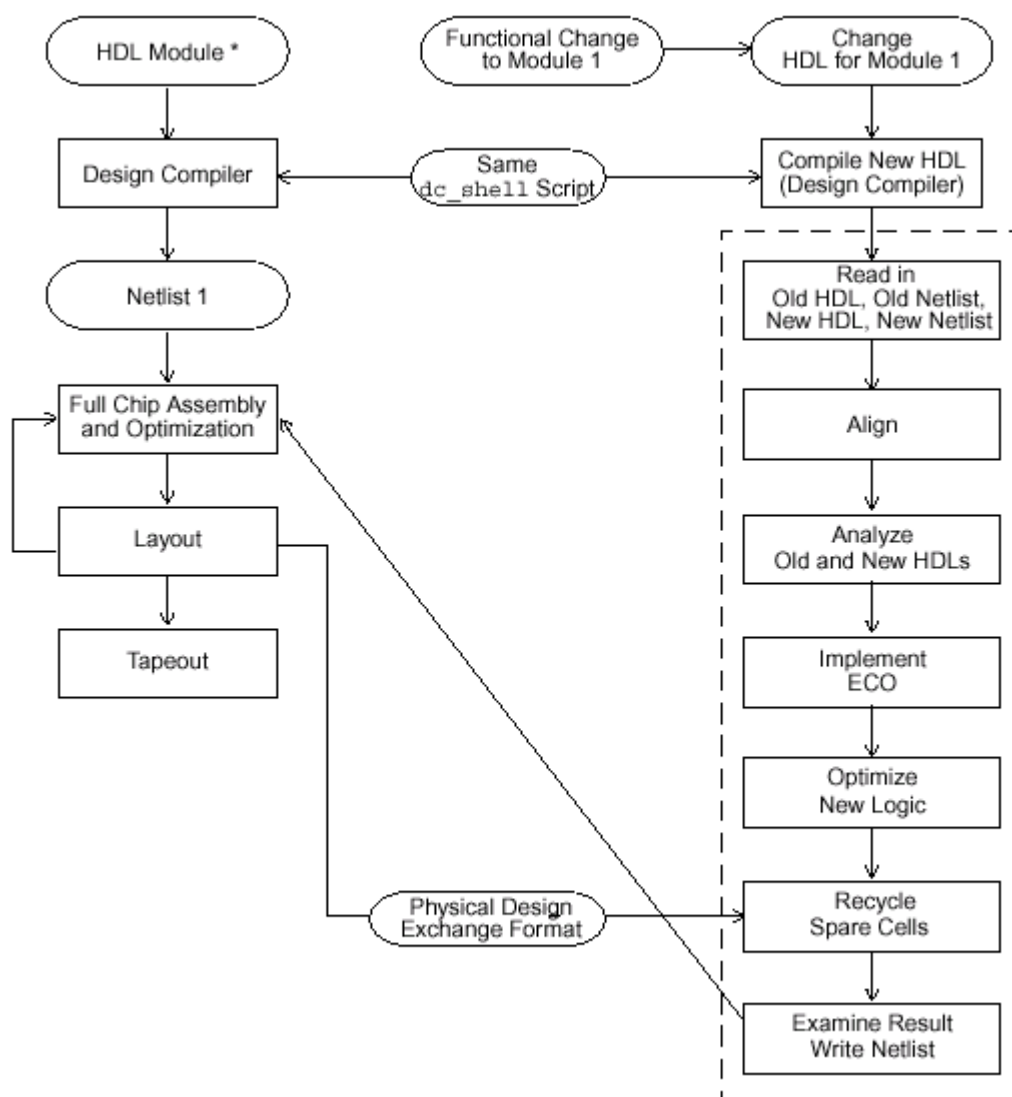 HDL Module *
Functional Change
to Module 1
Change
HDL for Module 1
Design Compiler
Same
dc_shell Script
Compile New HDL
(Design Compiler)
Netlist 1
Read in
Old HDL, Old Netlist,
New HDL, New Netlist
Full Chip Assembly
and Optimization
Align
Layout
Analyze
Old and New HDLs
Tapeout
Implement
ECO
Optimize
New Logic
Physical Design
Exchange Format
Recycle
Spare Cells
Examine Result
Write Netlist